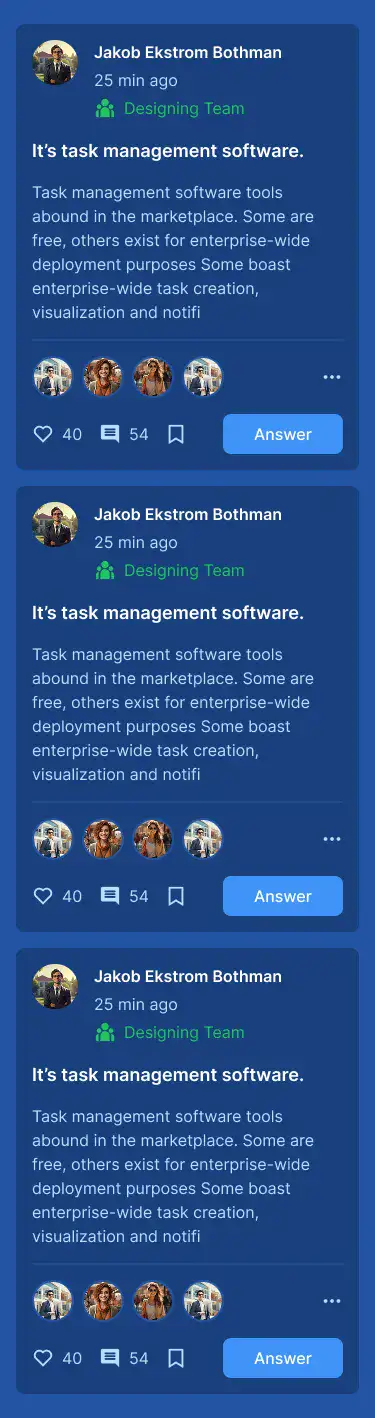 Jakob Ekstrom Bothman
25 min ago
Designing Team
It’s task management software.
Task management software tools
abound in the marketplace. Some are
free, others exist for enterprise-wide
deployment purposes Some boast
enterprise-wide task creation,
visualization and notifi
40 54 Answer
Jakob Ekstrom Bothman
25 min ago
Designing Team
It’s task management software.
Task management software tools
abound in the marketplace. Some are
free, others exist for enterprise-wide
deployment purposes Some boast
enterprise-wide task creation,
visualization and notifi
40 54 Answer
Jakob Ekstrom Bothman
25 min ago
Designing Team
It’s task management software.
Task management software tools
abound in the marketplace. Some are
free, others exist for enterprise-wide
deployment purposes Some boast
enterprise-wide task creation,
visualization and notifi
40 54 Answer